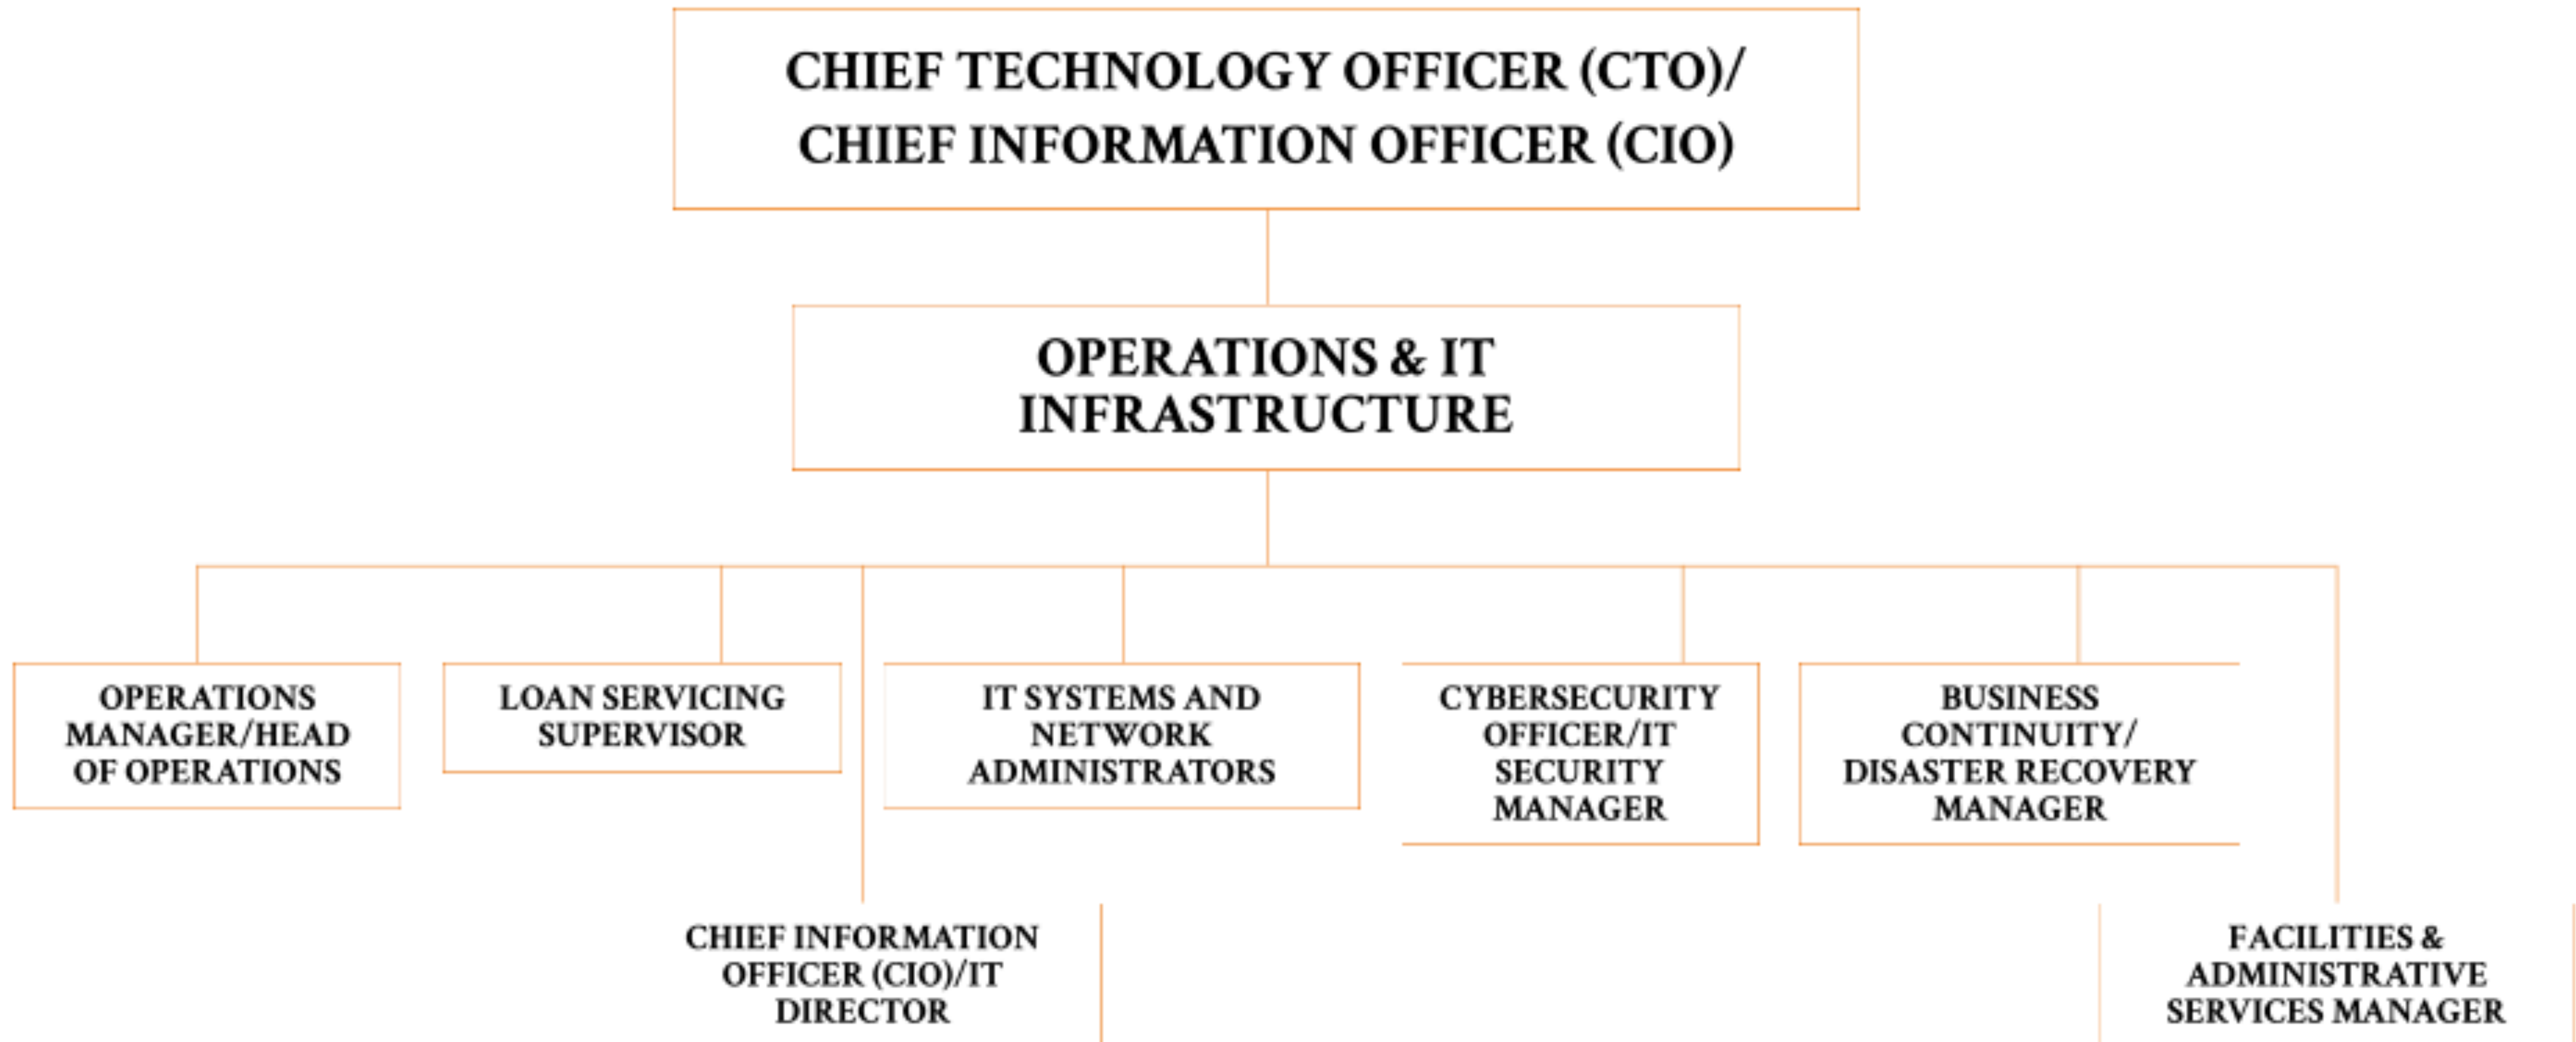 CHIEF TECHNOLOGY OFFICER (CTO)/
CHIEF INFORMATION OFFICER (CIO)
OPERATIONS & IT
INFRASTRUCTURE
OPERATIONS
MANAGER/HEAD
OF OPERATIONS
LOAN SERVICING
SUPERVISOR
IT SYSTEMS AND
NETWORK
ADMINISTRATORS
CYBERSECURITY
OFFICER/IT
SECURITY
MANAGER
BUSINESS
CONTINUITY/
DISASTER RECOVERY
MANAGER
CHIEF INFORMATION
OFFICER (CIO)/IT
DIRECTOR
FACILITIES &
ADMINISTRATIVE
SERVICES MANAGER